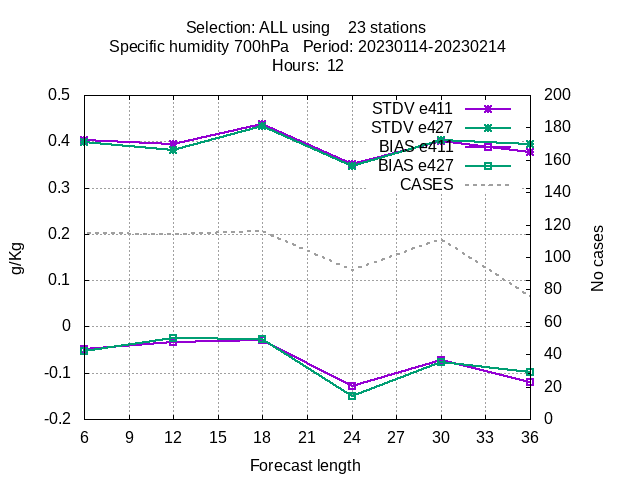 Selection: ALL using 23 stations
Specific humidity 700hPa Period: 20230114-20230214
Hours: 12
0.5
0.4
0.3
0.2
0.1
0
-0.1
-0.2
g/Kg
STDV e411
STDV e427
BIAS e411
BIAS e427
CASES
200
180
160
140
120
100
80
60
40
20
0
No cases
6 9 12 15 18 21 24 27 30 33 36
Forecast length